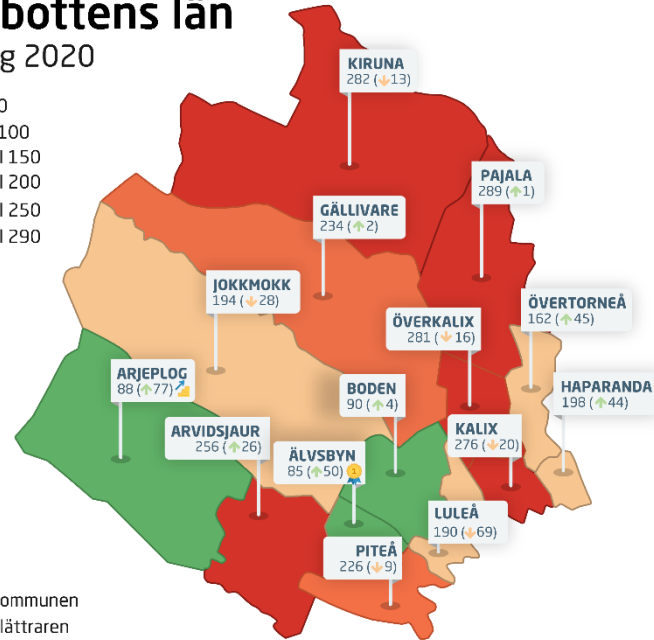 bottens län
g 2020
0
100
l 150
l 200
l 250
l 290
KIRUNA
282 (↓13)
PAJALA
289 (↑1)
GÄLLIVARE
234 (↑2)
JOKKMOKK
194 (↓28)
ÖVERTORNEÅ
162 (↑45)
ÖVERKALIX
281 (↓16)
ARJEPLOG
88 (↑77)
BODEN
90 (↑4)
HAPARANDA
198 (↑44)
ARVIDSJAUR
256 (↑26)
KALIX
276 (↓20)
ÄLVSBYN
85 (↑50) 1
LULEÅ
190 (↓69)
PITEÅ
226 (↓9)
ommunen
lättraren